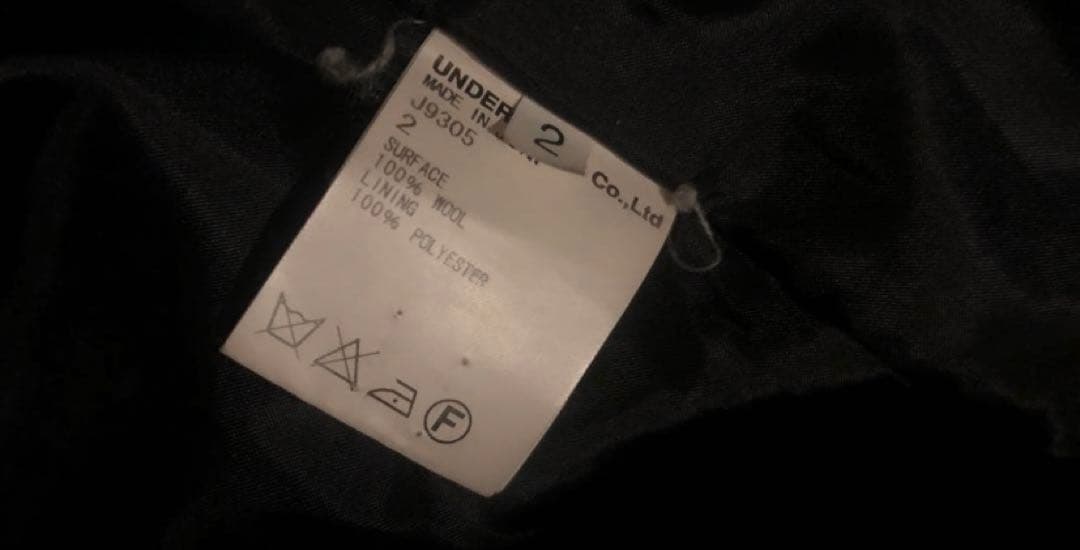 UNDER Co.,Ltd
MADE IN
J9305
2
2
SURFACE
100% WOOL
LINING
100% POLYESTER
F